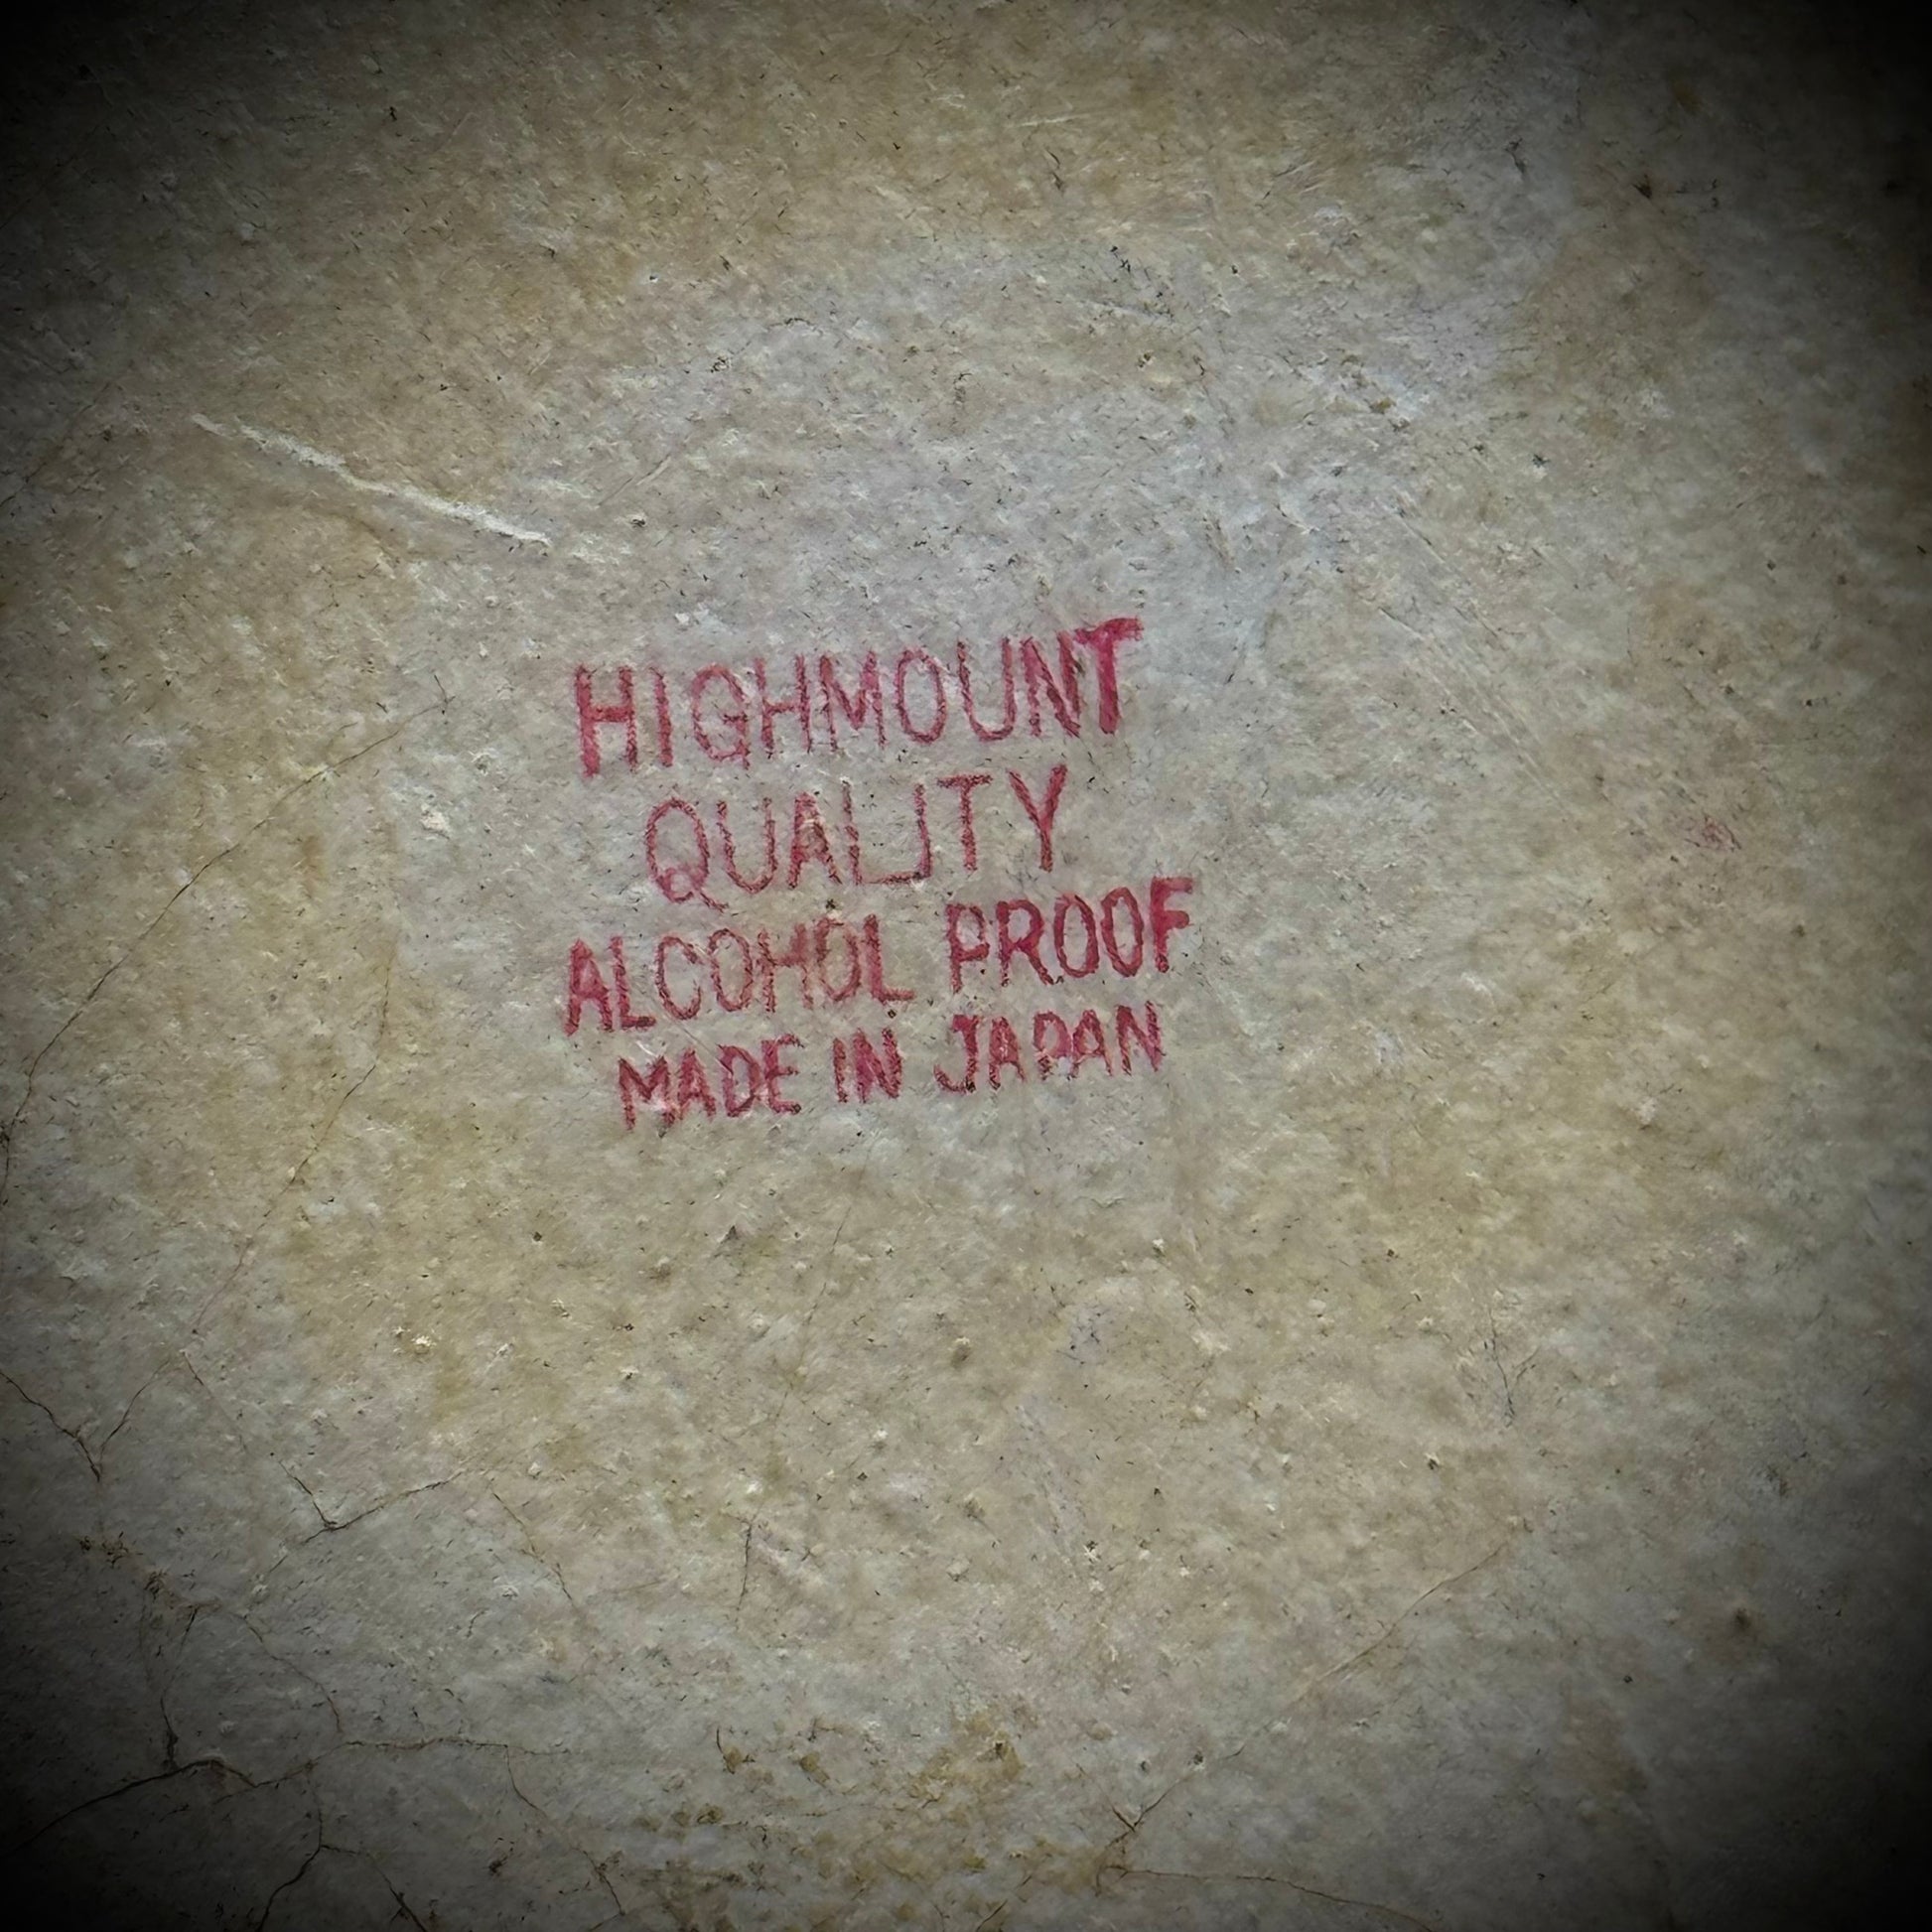 HIGHMOUNT
QUALITY
ALCOHOL PROOF
MADE IN JAPAN